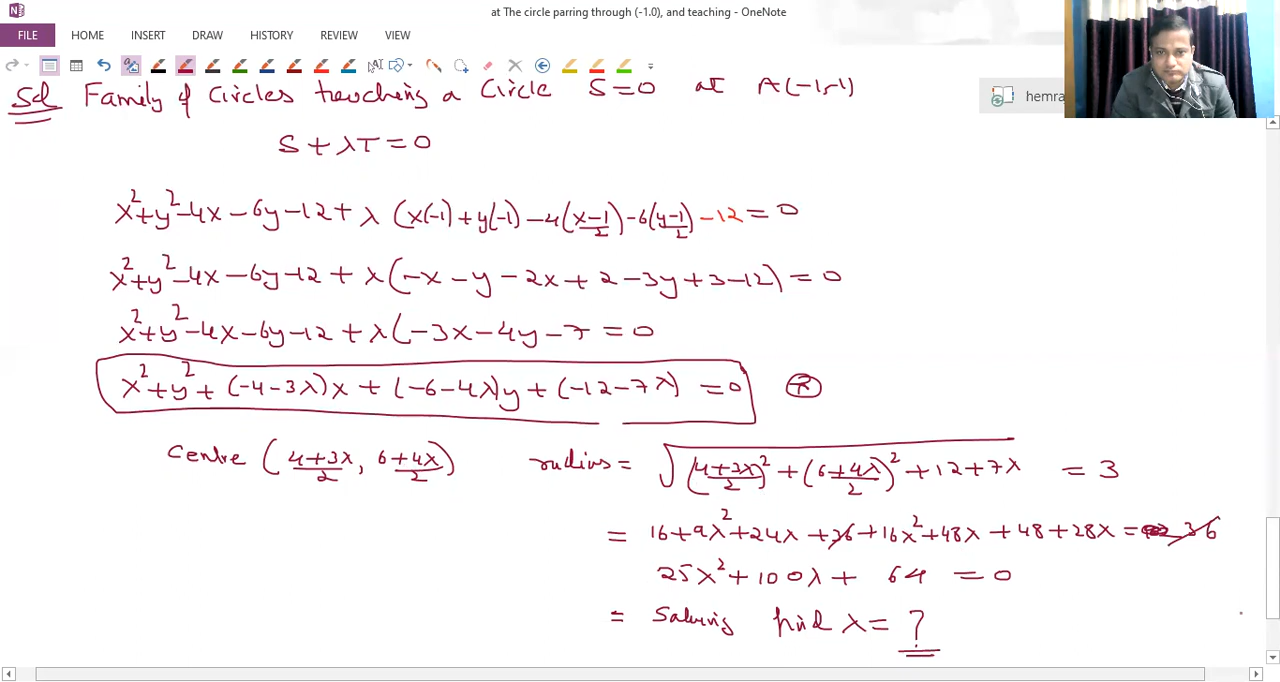 at The circle parring through (-1.0), and teaching - OneNote
FILE HOME INSERT DRAW HISTORY REVIEW VIEW
hemra
Sol Family of Circles touching a Circle S=0 at A(-1,-1)
S + λT = 0
x²+y²-4x-6y-12+λ (x(-1)+y(-1)-4(x-1/2)-6(y-1/2)-12=0
x²+y²-4x-6y-12+λ(-x-y-2x+2-3y+3-12)=0
x²+y²-4x-6y-12+λ(-3x-4y-7=0
x²+y²+(-4-3λ)x+(-6-4λ)y+(-12-7λ)=0
Centre (4+3λ/2, 6+4λ/2) radius = √(4+3λ/2)²+(6+4λ/2)²+12+7λ = 3
= 16+9λ²+24λ+36+16λ²+48λ+48+28λ=36
25λ²+100λ+64=0
= Solving find λ=?